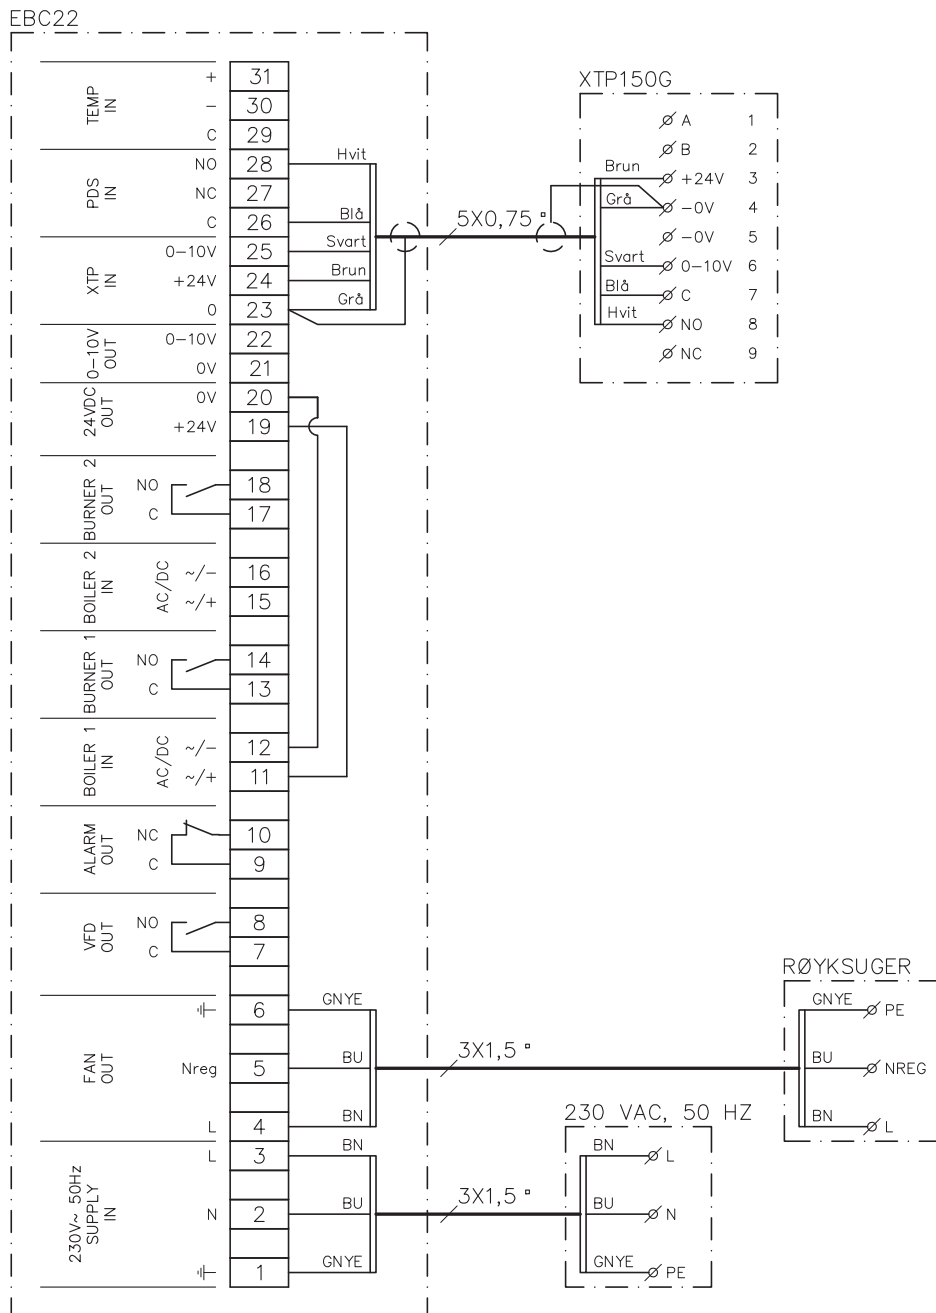 EBC22
TEMP IN
+ 31
- 30
C 29
PDS IN
NO 28 Hvit
NC 27
C 26 Blå
XTP IN
0-10V 25 Svart
+24V 24 Brun
0 23 Grå
0-10V OUT
0-10V 22
0V 21
24VDC OUT
0V 20
+24V 19
BURNER 2 OUT
NO 18
C 17
BOILER 2 IN
AC/DC
~/- 16
~/+ 15
BURNER 1 OUT
NO 14
C 13
BOILER 1 IN
AC/DC
~/- 12
~/+ 11
ALARM OUT
NC 10
C 9
VFD OUT
NO 8
C 7
FAN OUT
6 GNYE
Nreg 5 BU
L 4 BN
230V~ 50Hz SUPPLY IN
L 3 BN
N 2 BU
1 GNYE
5X0,75 ▫
XTP150G
A 1
B 2
Brun +24V 3
Grå -0V 4
-0V 5
Svart 0-10V 6
Blå C 7
Hvit NO 8
NC 9
3X1,5 ▫
RØYKSUGER
GNYE PE
BU NREG
BN L
3X1,5 ▫
230 VAC, 50 HZ
BN L
BU N
GNYE PE